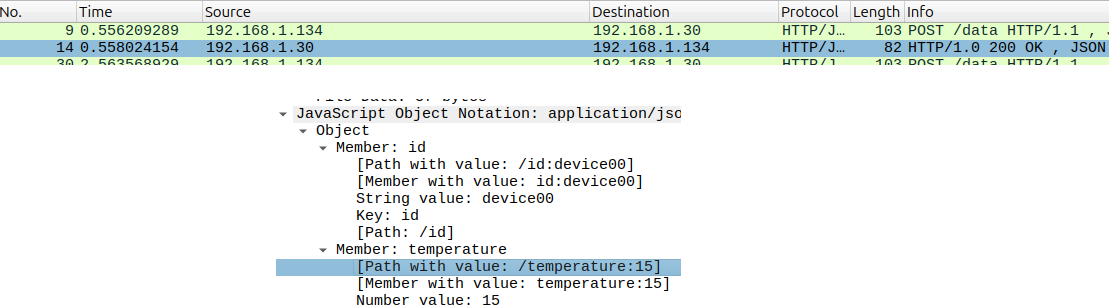 No. Time Source Destination Protocol Length Info
9 0.556209289 192.168.1.134 192.168.1.30 HTTP/J… 103 POST /data HTTP/1.1 ,
14 0.558024154 192.168.1.30 192.168.1.134 HTTP/J… 82 HTTP/1.0 200 OK , JSON
30 2.563568929 192.168.1.134 192.168.1.30 HTTP/J 103 POST /data HTTP/1.1
JavaScript Object Notation: application/jso
Object
Member: id
[Path with value: /id:device00]
[Member with value: id:device00]
String value: device00
Key: id
[Path: /id]
Member: temperature
[Path with value: /temperature:15]
[Member with value: temperature:15]
Number value: 15